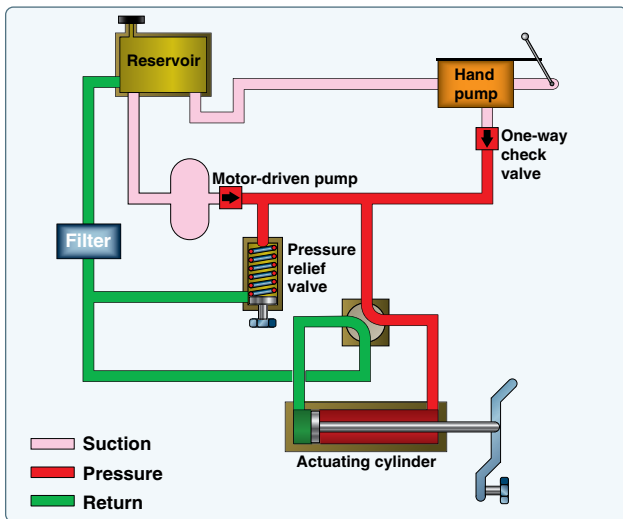 Reservoir
Hand
pump
One-way
check
valve
Motor-driven pump
Filter
Pressure
relief
valve
Actuating cylinder
Suction
Pressure
Return